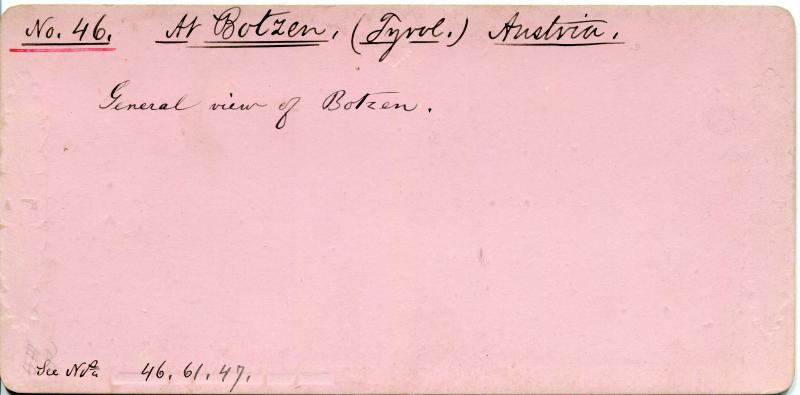 No. 46. At Botzen, (Tyrol.) Austria.
General view of Botzen.
See Nos. 46. 61. 47.